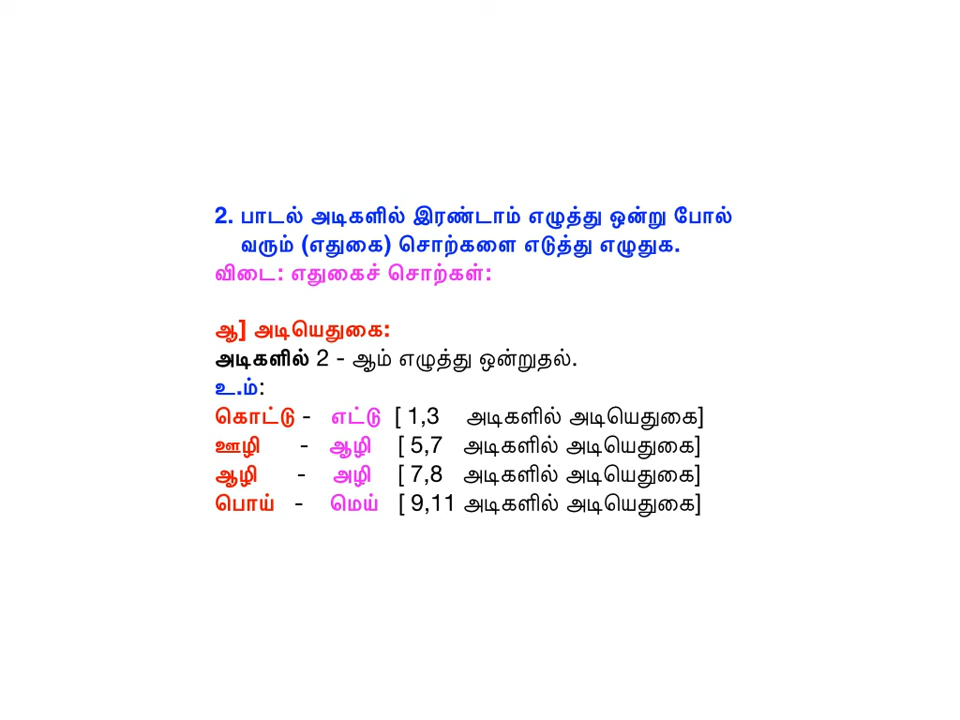 2. பாடல் அடிகளில் இரண்டாம் எழுத்து ஒன்று போல்
வரும் (எதுகை) சொற்களை எடுத்து எழுதுக.
விடை: எதுகைச் சொற்கள்:
ஆ] அடியெதுகை:
அடிகளில் 2 - ஆம் எழுத்து ஒன்றுதல்.
உ.ம்:
கொட்டு - எட்டு [ 1,3 அடிகளில் அடியெதுகை]
ஊழி - ஆழி [ 5,7 அடிகளில் அடியெதுகை]
ஆழி - அழி [ 7,8 அடிகளில் அடியெதுகை]
பொய் - மெய் [ 9,11 அடிகளில் அடியெதுகை]